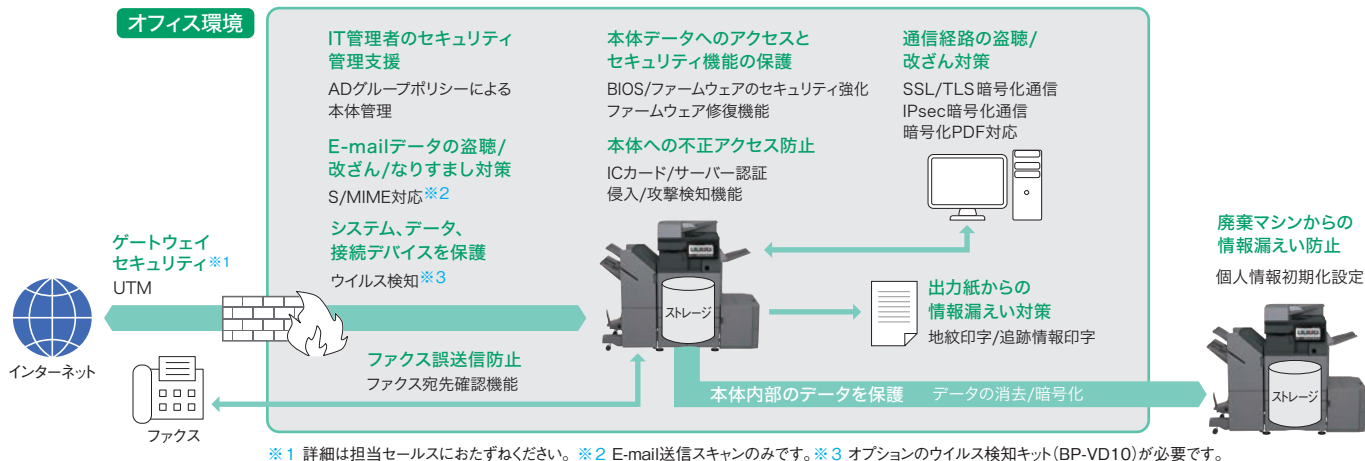 オフィス環境
IT管理者のセキュリティ
管理支援
ADグループポリシーによる
本体管理
E-mailデータの盗聴/
改ざん/なりすまし対策
S/MIME対応※2
システム、データ、
接続デバイスを保護
ウイルス検知※3
本体データへのアクセスと
セキュリティ機能の保護
BIOS/ファームウェアのセキュリティ強化
ファームウェア修復機能
本体への不正アクセス防止
ICカード/サーバー認証
侵入/攻撃検知機能
通信経路の盗聴/
改ざん対策
SSL/TLS暗号化通信
IPsec暗号化通信
暗号化PDF対応
ゲートウェイ
セキュリティ※1
UTM
インターネット
ファクス
ファクス誤送信防止
ファクス宛先確認機能
ストレージ
出力紙からの
情報漏えい対策
地紋印字/追跡情報印字
本体内部のデータを保護 データの消去/暗号化
廃棄マシンからの
情報漏えい防止
個人情報初期化設定
ストレージ
※1 詳細は担当セールスにおたずねください。※2 E-mail送信スキャンのみです。※3 オプションのウイルス検知キット(BP-VD10)が必要です。